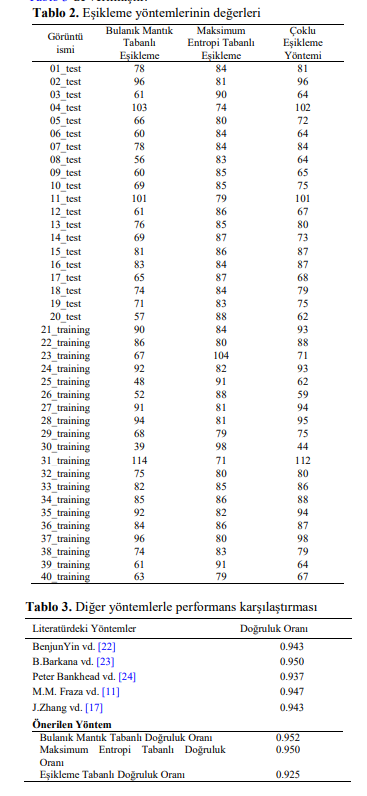 Tablo 2. Eşikleme yöntemlerinin değerleri
Görüntü ismi Bulanık Mantık Tabanlı Eşikleme Maksimum Entropi Tabanlı Eşikleme Çoklu Eşikleme Yöntemi
01_test 78 84 81
02_test 96 81 96
03_test 61 90 64
04_test 103 74 102
05_test 66 80 72
06_test 60 84 64
07_test 78 84 84
08_test 56 83 64
09_test 60 85 65
10_test 69 85 75
11_test 101 79 101
12_test 61 86 67
13_test 76 85 80
14_test 69 87 73
15_test 81 86 87
16_test 83 84 87
17_test 65 87 68
18_test 74 84 79
19_test 71 83 75
20_test 57 88 62
21_training 90 84 93
22_training 86 80 88
23_training 67 104 71
24_training 92 82 93
25_training 48 91 62
26_training 52 88 59
27_training 91 81 94
28_training 94 81 95
29_training 68 79 75
30_training 39 98 44
31_training 114 71 112
32_training 75 80 80
33_training 82 85 86
34_training 85 86 88
35_training 92 82 94
36_training 84 86 87
37_training 96 80 98
38_training 74 83 79
39_training 61 91 64
40_training 63 79 67
Tablo 3. Diğer yöntemlerle performans karşılaştırması
Literatürdeki Yöntemler Doğruluk Oranı
BenjunYin vd. [22] 0.943
B.Barkana vd. [23] 0.950
Peter Bankhead vd. [24] 0.937
M.M. Fraza vd. [11] 0.947
J.Zhang vd. [17] 0.943
Önerilen Yöntem
Bulanık Mantık Tabanlı Doğruluk Oranı 0.952
Maksimum Entropi Tabanlı Doğruluk 0.950
Oranı
Eşikleme Tabanlı Doğruluk Oranı 0.925